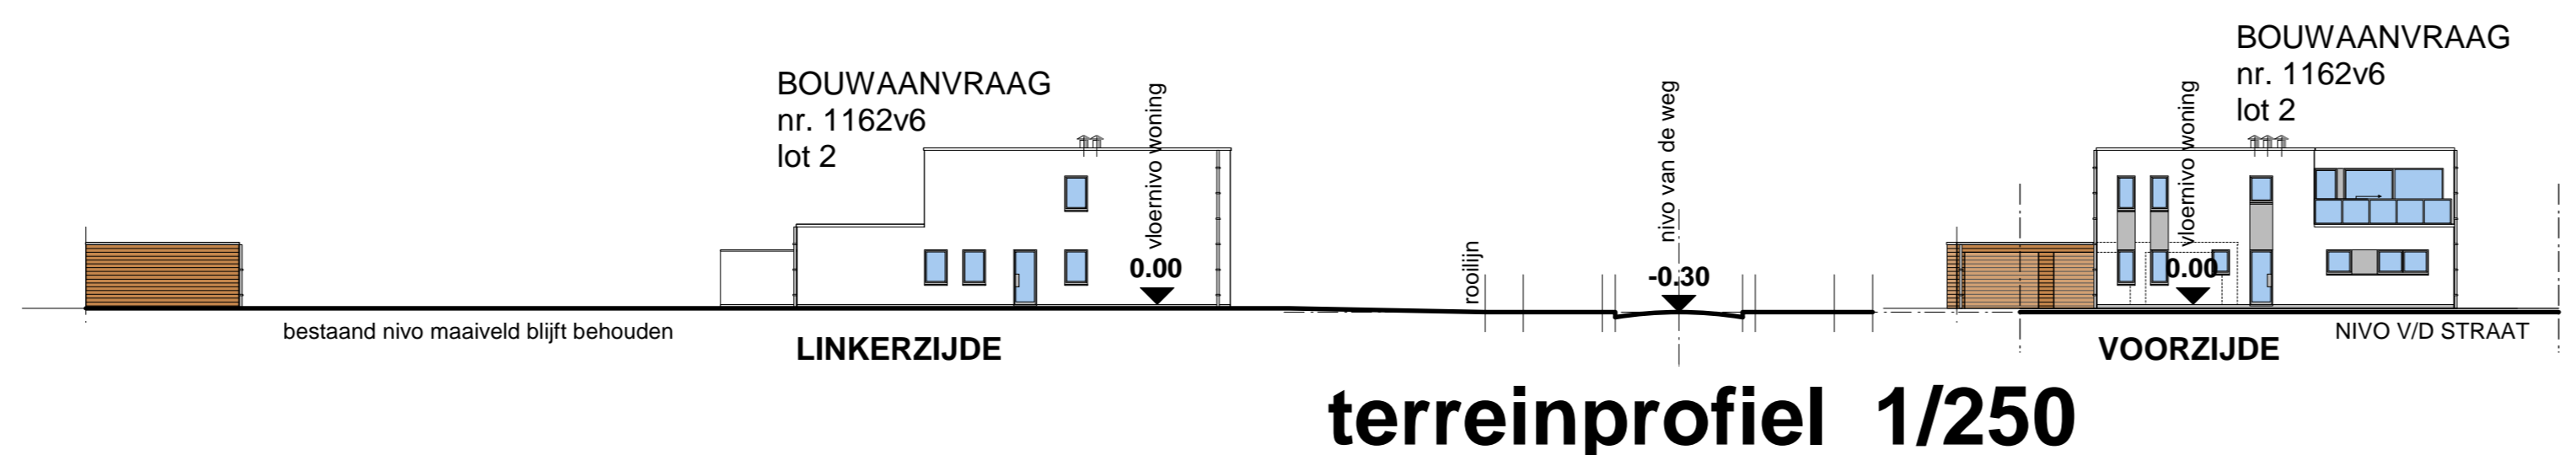 BOUWAANVRAAG
nr. 1162v6
lot 2
vloernivo woning
0.00
bestaand nivo maaiveld blijft behouden
LINKERZIJDE
rooilijn
nivo van de weg
-0.30
BOUWAANVRAAG
nr. 1162v6
lot 2
vloernivo woning
0.00
NIVO V/D STRAAT
VOORZIJDE
terreinprofiel 1/250